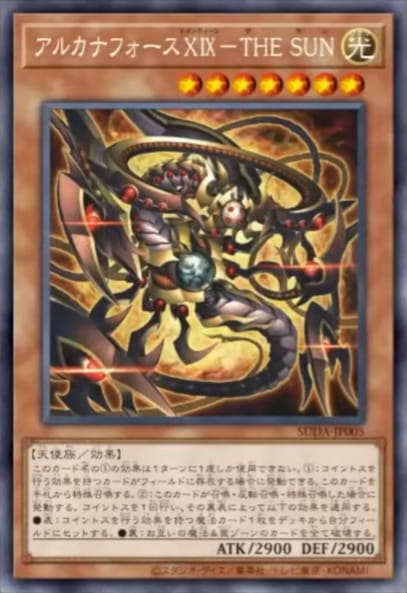 アルカナフォースXIX－THE SUN
光
SUDA-JP005
【天使族／効果】
このカード名の①の効果は１ターンに１度しか使用できない。①：コイントスを
行う効果を持つカードがフィールドに存在する場合に発動できる。このカードを
手札から特殊召喚する。②：このカードが召喚・反転召喚・特殊召喚した場合に
発動する。コイントスを１回行い、その裏表によって以下の効果を適用する。
●表：コイントスを行う効果を持つ魔法カード１枚をデッキから自分フィ
ールドにセットする。●裏：お互いの魔法＆罠ゾーンのカードを全て破壊する。
ATK/2900 DEF/2900
©スタジオ・ダイス／集英社・テレビ東京・KONAMI